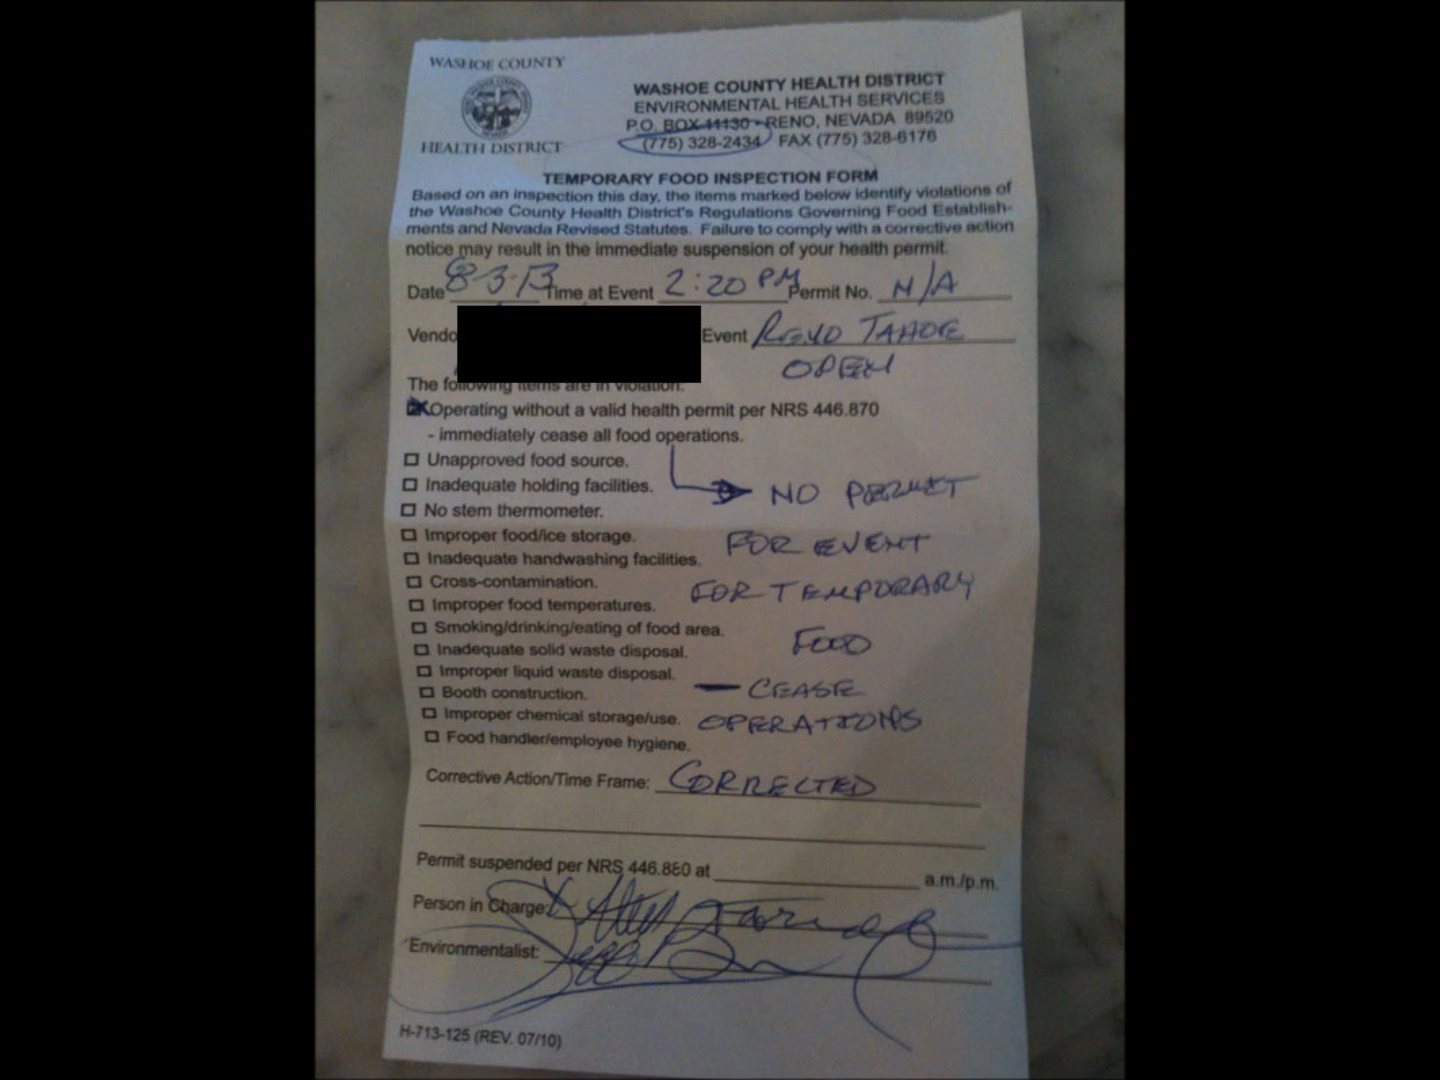 WASHOE COUNTY
HEALTH DISTRICT
WASHOE COUNTY HEALTH DISTRICT
ENVIRONMENTAL HEALTH SERVICES
P.O. BOX 11130 • RENO, NEVADA 89520
(775) 328-2434 FAX (775) 328-6176
TEMPORARY FOOD INSPECTION FORM
Based on an inspection this day, the items marked below identify violations of
the Washoe County Health District's Regulations Governing Food Establish-
ments and Nevada Revised Statutes. Failure to comply with a corrective action
notice may result in the immediate suspension of your health permit.
Date 8-3-13 Time at Event 2:20 PM Permit No. N/A
Vendo Event RENO TAHOE
OPEN
The following items are in violation:
Operating without a valid health permit per NRS 446.870
- immediately cease all food operations.
Unapproved food source.
Inadequate holding facilities. NO PERMIT
No stem thermometer.
Improper food/ice storage. FOR EVENT
Inadequate handwashing facilities.
Cross-contamination. FOR TEMPORARY
Improper food temperatures.
Smoking/drinking/eating of food area. FOOD
Inadequate solid waste disposal.
Improper liquid waste disposal. — CEASE
Booth construction.
Improper chemical storage/use. OPERATIONS
Food handler/employee hygiene.
Corrective Action/Time Frame: CORRECTED
Permit suspended per NRS 446.880 at a.m./p.m.
Person in Charge:
Environmentalist:
H-713-125 (REV. 07/10)